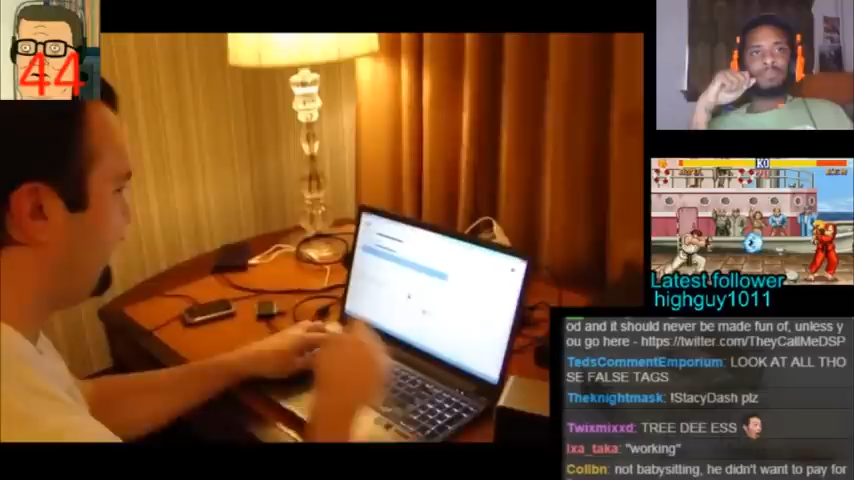 44
KO
KEN
Latest follower
highguy1011
od and it should never be made fun of, unless y
ou go here - https://twitter.com/TheyCallMeDSP
TedsCommentEmporium: LOOK AT ALL THO
SE FALSE TAGS
Theknightmask: !StacyDash plz
Twixmixxd: TREE DEE ESS
Ixa_taka: "working"
Collbn: not babysitting, he didn't want to pay for